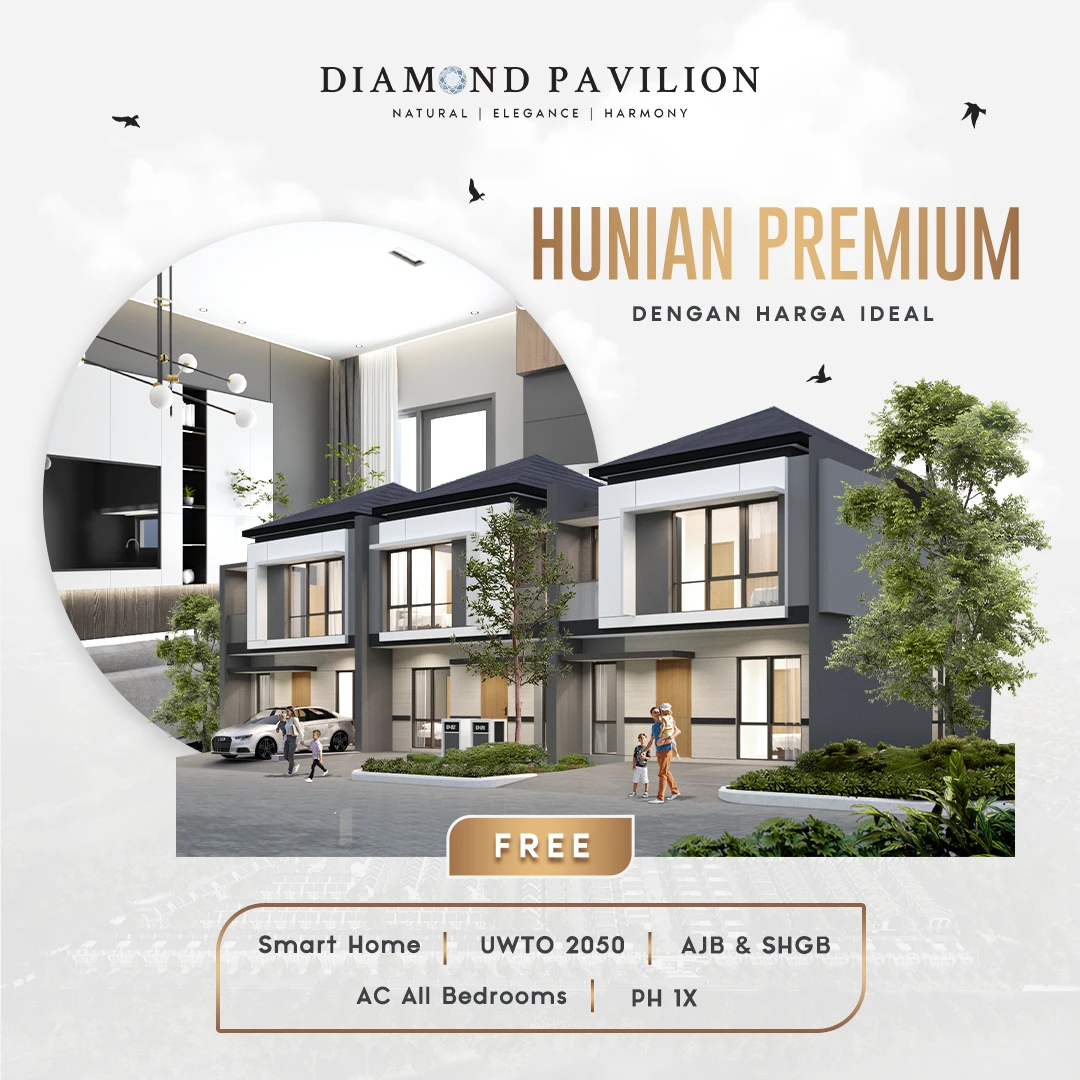 DIAMOND PAVILION
NATURAL | ELEGANCE | HARMONY
HUNIAN PREMIUM
DENGAN HARGA IDEAL
FREE
Smart Home | UWTO 2050 | AJB & SHGB
AC All Bedrooms | PH 1X